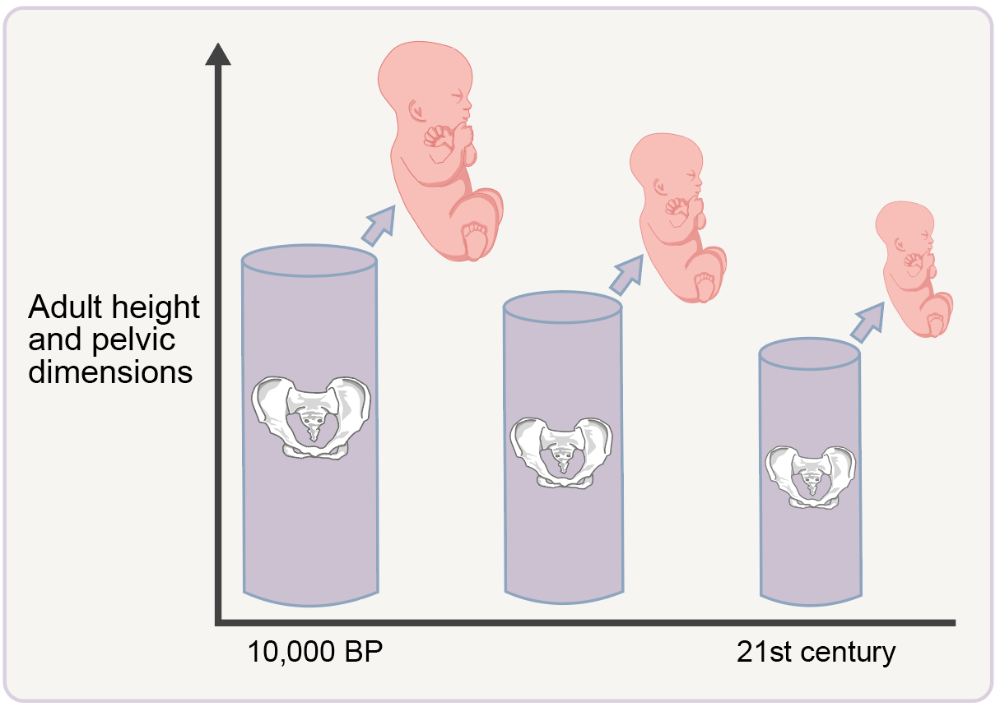 Adult height
and pelvic
dimensions
10,000 BP
21st century